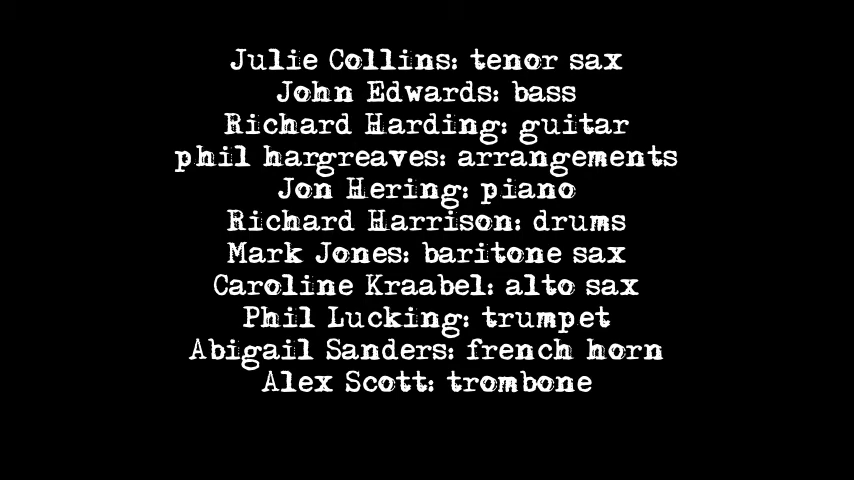 Julie Collins: tenor sax
John Edwards: bass
Richard Harding: guitar
phil hargreaves: arrangements
Jon Hering: piano
Richard Harrison: drums
Mark Jones: baritone sax
Caroline Kraabel: alto sax
Phil Lucking: trumpet
Abigail Sanders: french horn
Alex Scott: trombone